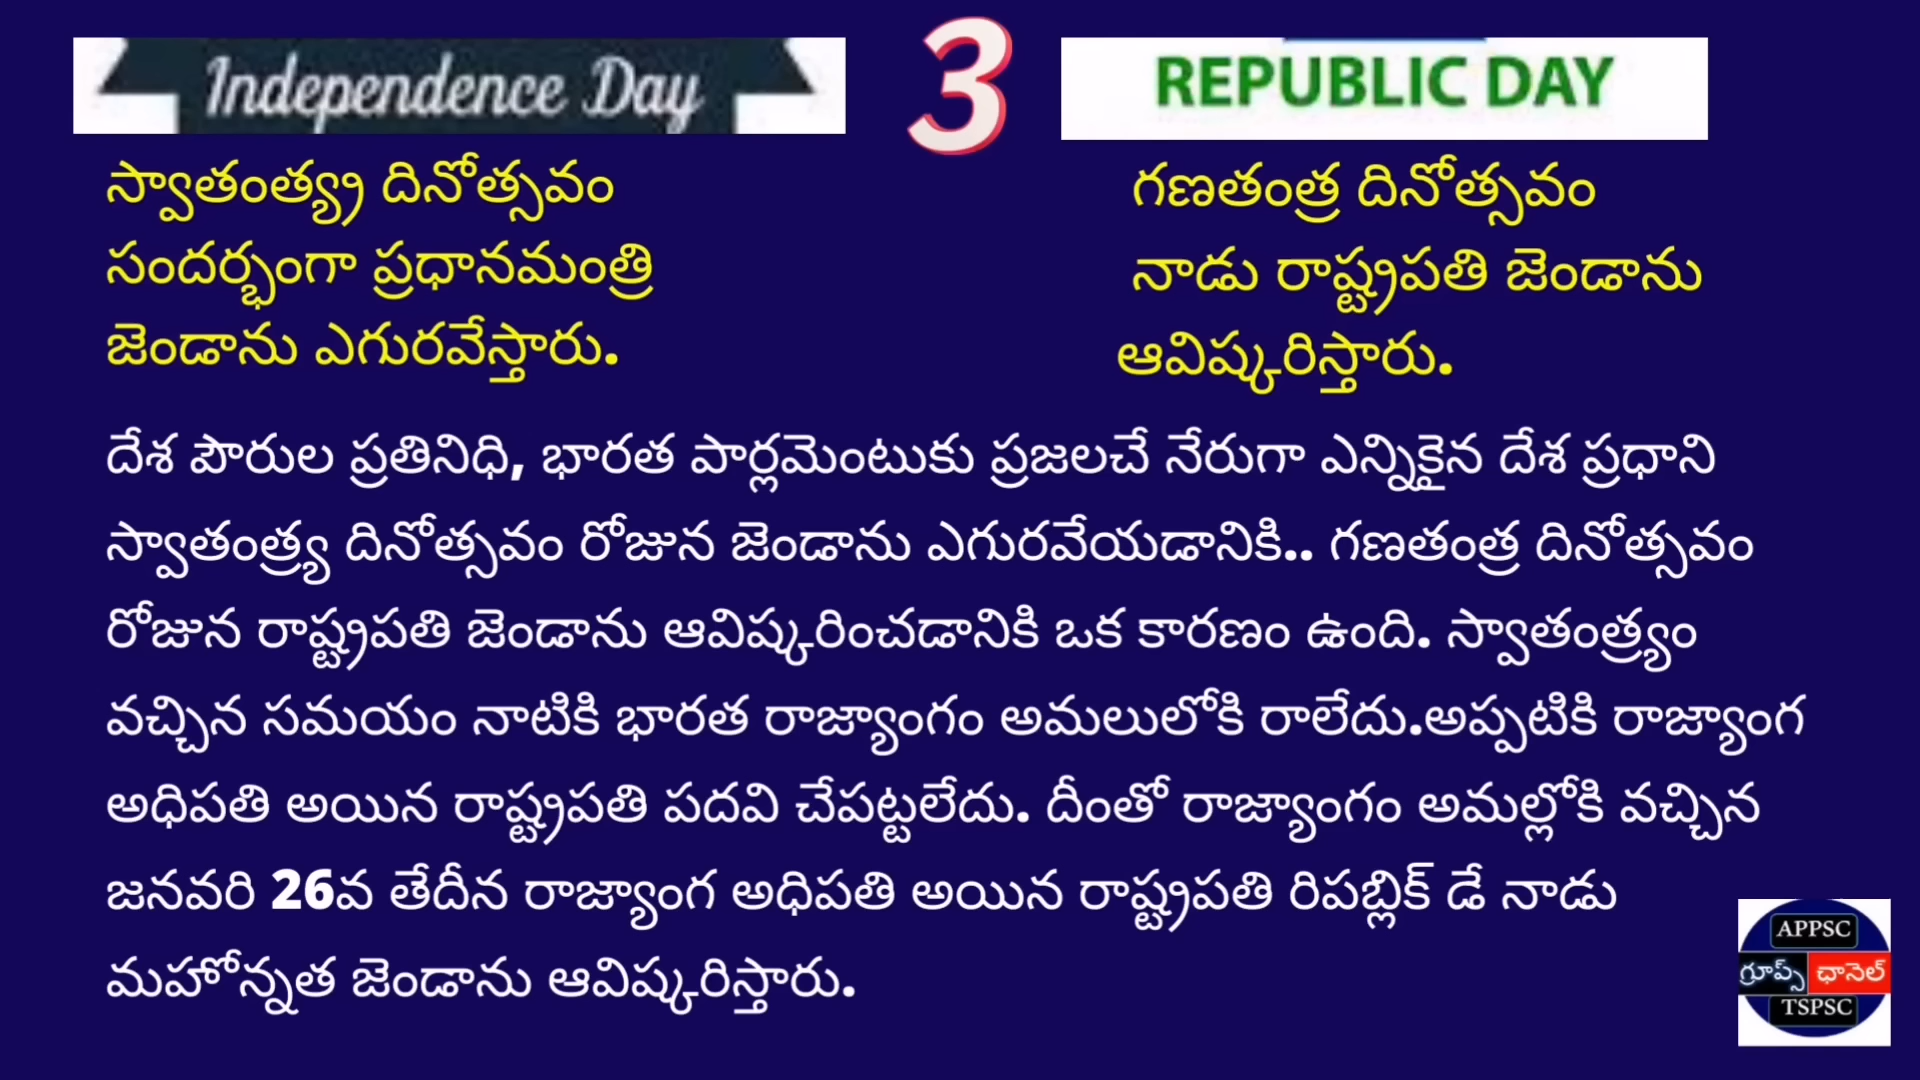 Independence Day
3
REPUBLIC DAY
స్వాతంత్య్ర దినోత్సవం
సందర్భంగా ప్రధానమంత్రి
జెండాను ఎగురవేస్తారు.
గణతంత్ర దినోత్సవం
నాడు రాష్ట్రపతి జెండాను
ఆవిష్కరిస్తారు.
దేశ పౌరుల ప్రతినిధి, భారత పార్లమెంటుకు ప్రజలచే నేరుగా ఎన్నికైన దేశ ప్రధాని
స్వాతంత్ర్య దినోత్సవం రోజున జెండాను ఎగురవేయడానికి.. గణతంత్ర దినోత్సవం
రోజున రాష్ట్రపతి జెండాను ఆవిష్కరించడానికి ఒక కారణం ఉంది. స్వాతంత్ర్యం
వచ్చిన సమయం నాటికి భారత రాజ్యాంగం అమలులోకి రాలేదు.అప్పటికి రాజ్యాంగ
అధిపతి అయిన రాష్ట్రపతి పదవి చేపట్టలేదు. దీంతో రాజ్యాంగం అమల్లోకి వచ్చిన
జనవరి 26వ తేదీన రాజ్యాంగ అధిపతి అయిన రాష్ట్రపతి రిపబ్లిక్ డే నాడు
మహోన్నత జెండాను ఆవిష్కరిస్తారు.
APPSC
గ్రూప్స్ ఛానెల్
TSPSC